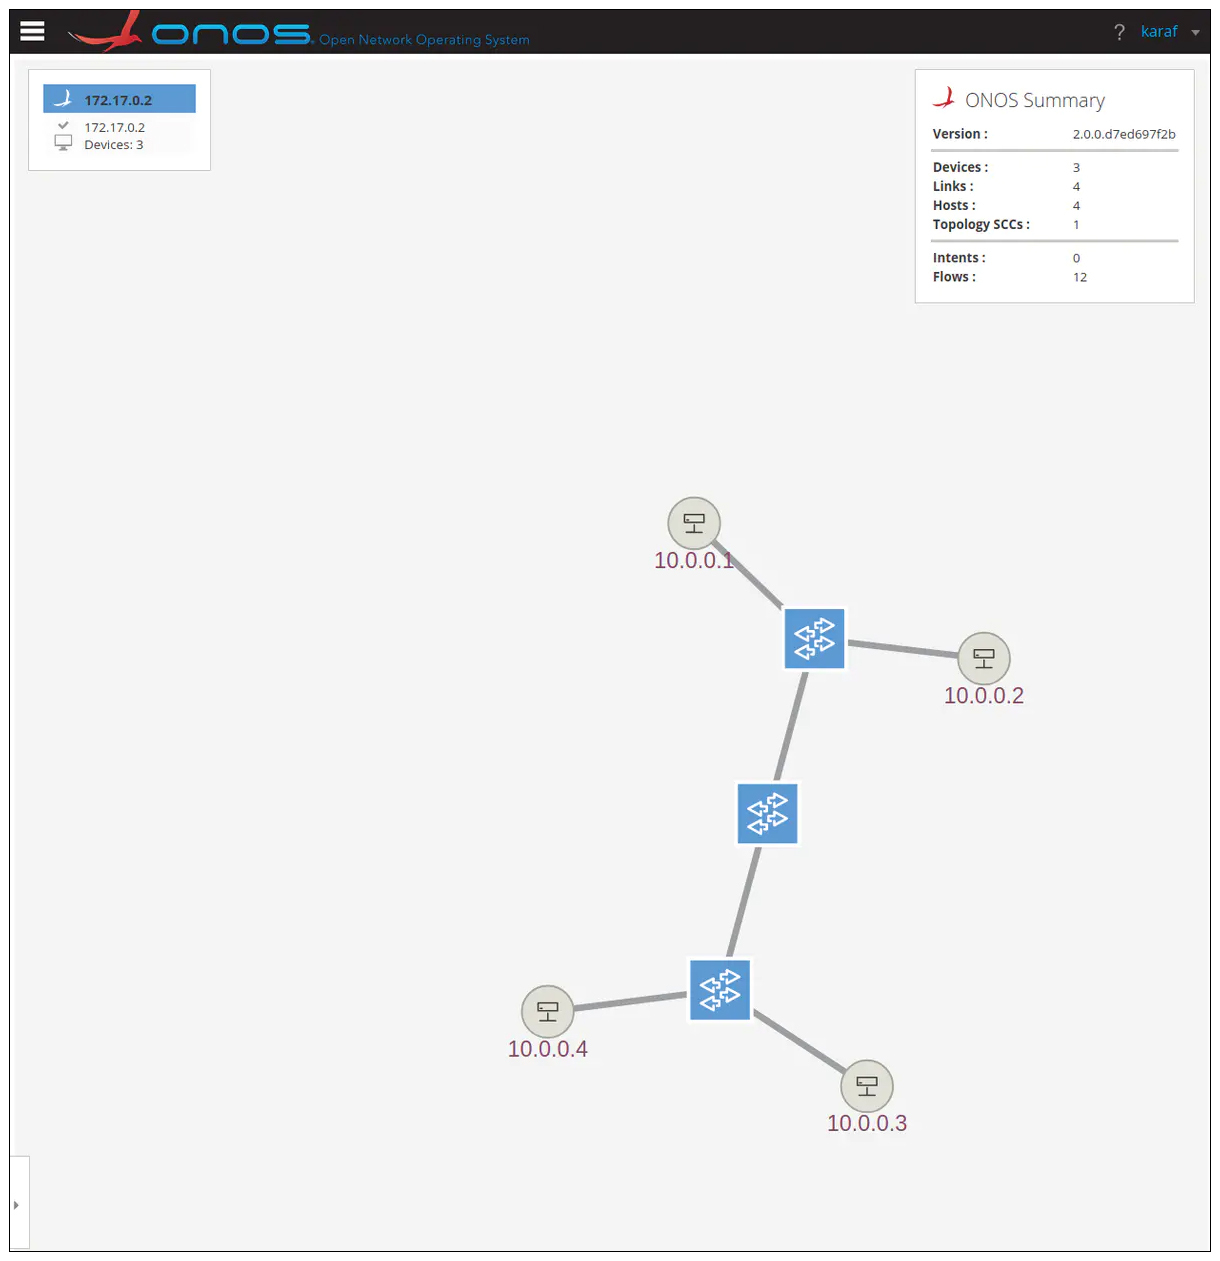 onos Open Network Operating System
? karaf
172.17.0.2
172.17.0.2
Devices: 3
ONOS Summary
Version : 2.0.0.d7ed697f2b
Devices : 3
Links : 4
Hosts : 4
Topology SCCs : 1
Intents : 0
Flows : 12
10.0.0.1
10.0.0.2
10.0.0.4
10.0.0.3